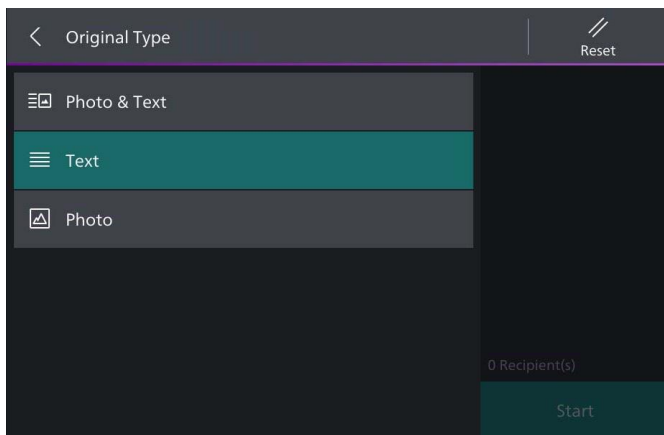 Original Type
Reset
Photo & Text
Text
Photo
0 Recipient(s)
Start